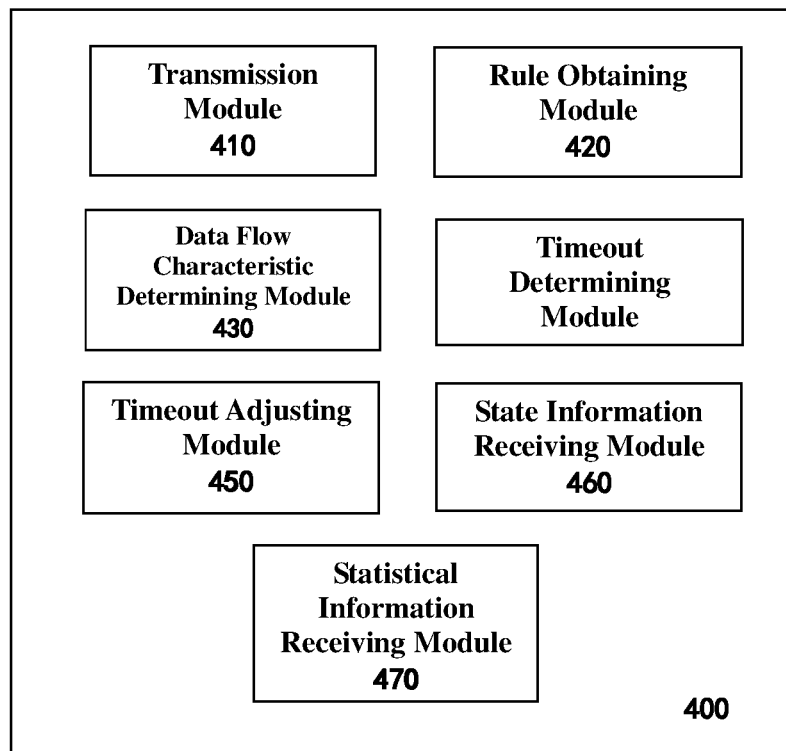 Transmission
Module
410
Rule Obtaining
Module
420
Data Flow
Characteristic
Determining Module
430
Timeout
Determining
Module
Timeout Adjusting
Module
450
State Information
Receiving Module
460
Statistical
Information
Receiving Module
470
400